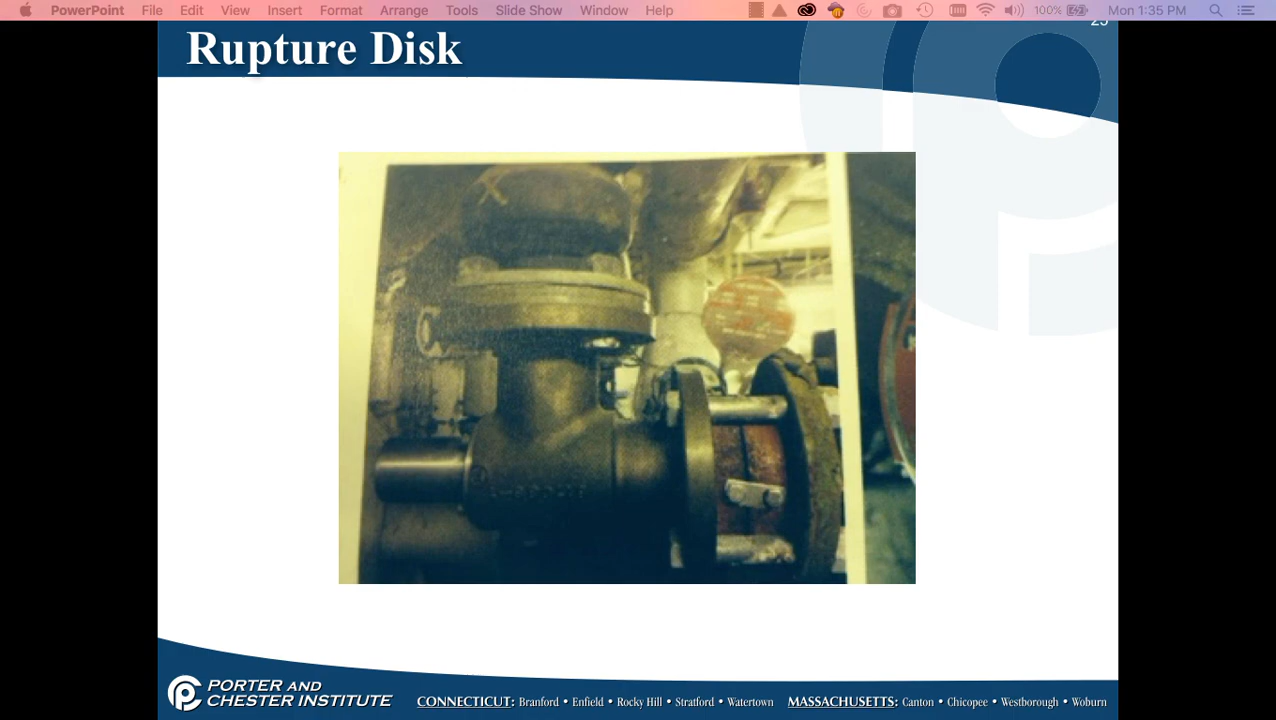 PowerPoint File Edit View Insert Format Arrange Tools Slide Show Window Help 100% Mon 1:35 PM
Rupture Disk
PORTER AND
CHESTER INSTITUTE
CONNECTICUT: Branford • Enfield • Rocky Hill • Stratford • Watertown MASSACHUSETTS: Canton • Chicopee • Westborough • Woburn